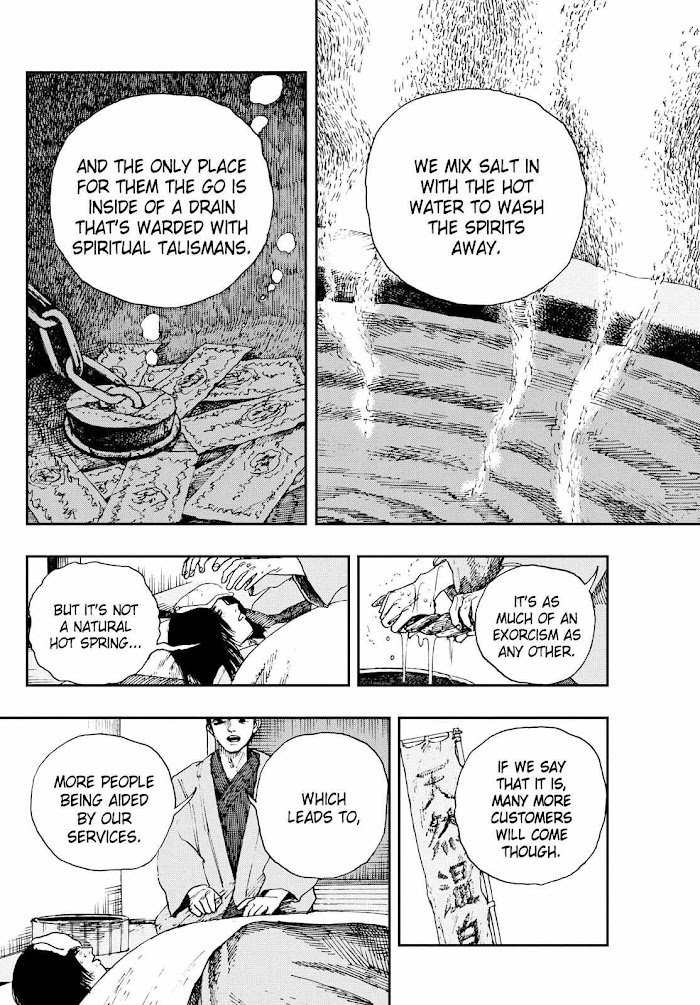 WE MIX SALT IN
WITH THE HOT
WATER TO WASH
THE SPIRITS
AWAY.
AND THE ONLY PLACE
FOR THEM THE GO IS
INSIDE OF A DRAIN
THAT'S WARDED WITH
SPIRITUAL TALISMANS.
IT'S AS
MUCH OF AN
EXORCISM AS
ANY OTHER.
BUT IT'S NOT
A NATURAL
HOT SPRING...
IF WE SAY
THAT IT IS,
MANY MORE
CUSTOMERS
WILL COME
THOUGH.
天然温
WHICH
LEADS TO,
MORE PEOPLE
BEING AIDED
BY OUR
SERVICES.